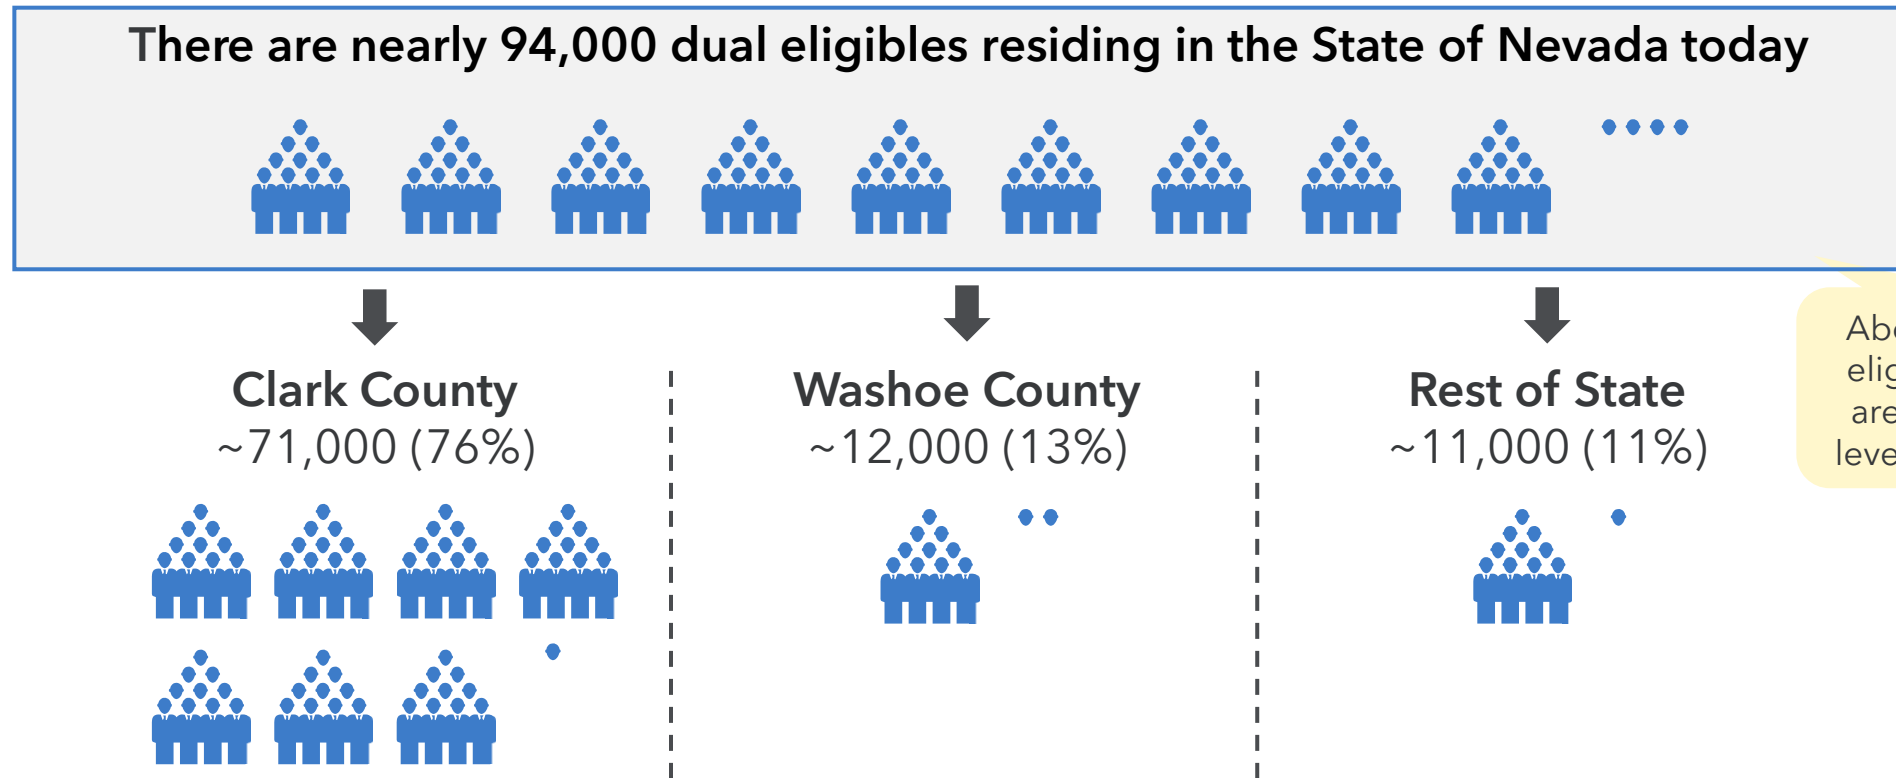 There are nearly 94,000 dual eligibles residing in the State of Nevada today
Clark County
~71,000 (76%)
Washoe County
~12,000 (13%)
Rest of State
~11,000 (11%)
are